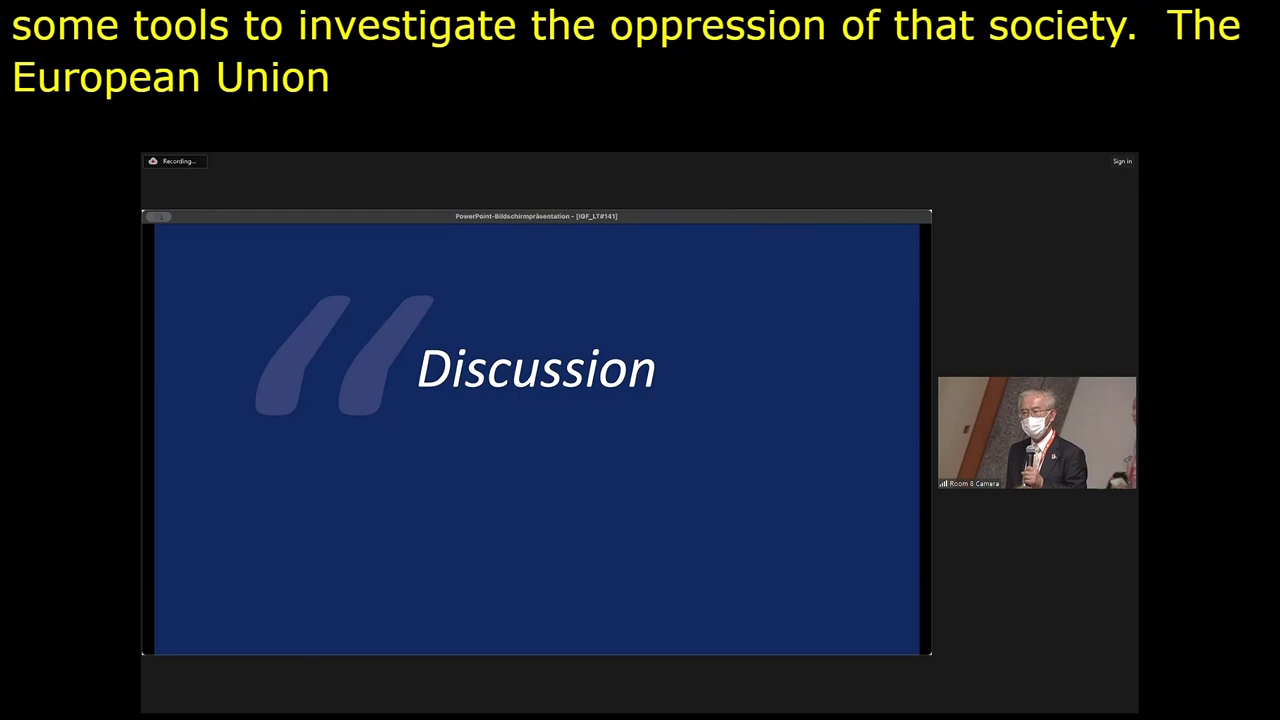 some tools to investigate the oppression of that society.  The
European Union
Recording...
Sign in
PowerPoint-Bildschirmpräsentation - [IGF_LT#141]
“
Discussion
Room 8 Camera